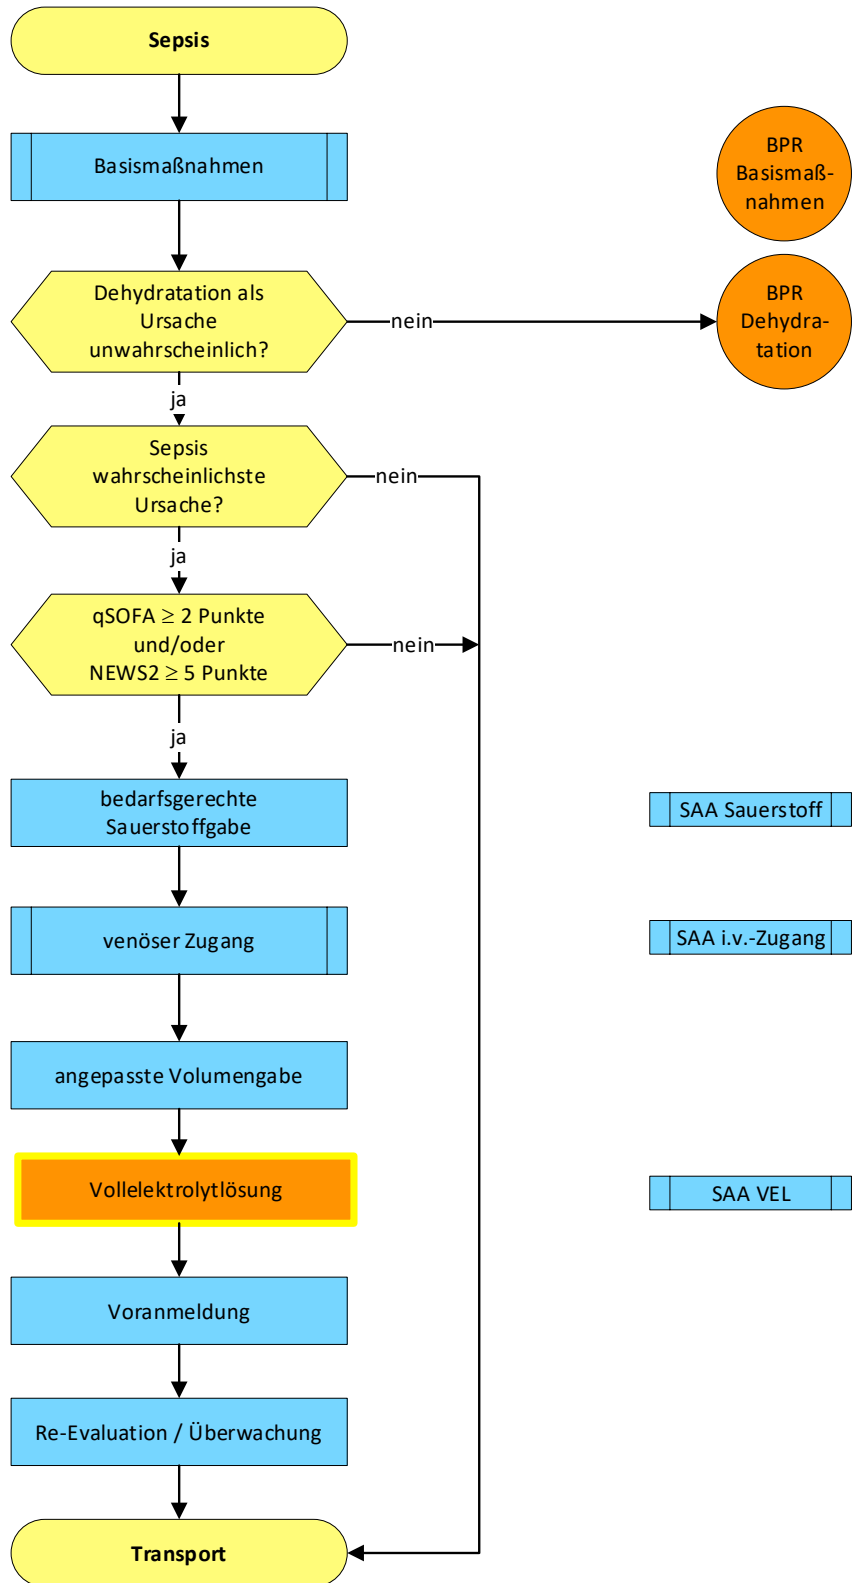 Sepsis
Basismaßnahmen
BPR
Basismaß-
nahmen
Dehydratation als
Ursache
unwahrscheinlich?
nein
BPR
Dehydra-
tation
ja
Sepsis
wahrscheinlichste
Ursache?
nein
ja
qSOFA ≥ 2 Punkte
und/oder
NEWS2 ≥ 5 Punkte
nein
ja
bedarfsgerechte
Sauerstoffgabe
SAA Sauerstoff
venöser Zugang
SAA i.v.-Zugang
angepasste Volumengabe
Vollelektrolytlösung
SAA VEL
Voranmeldung
Re-Evaluation / Überwachung
Transport